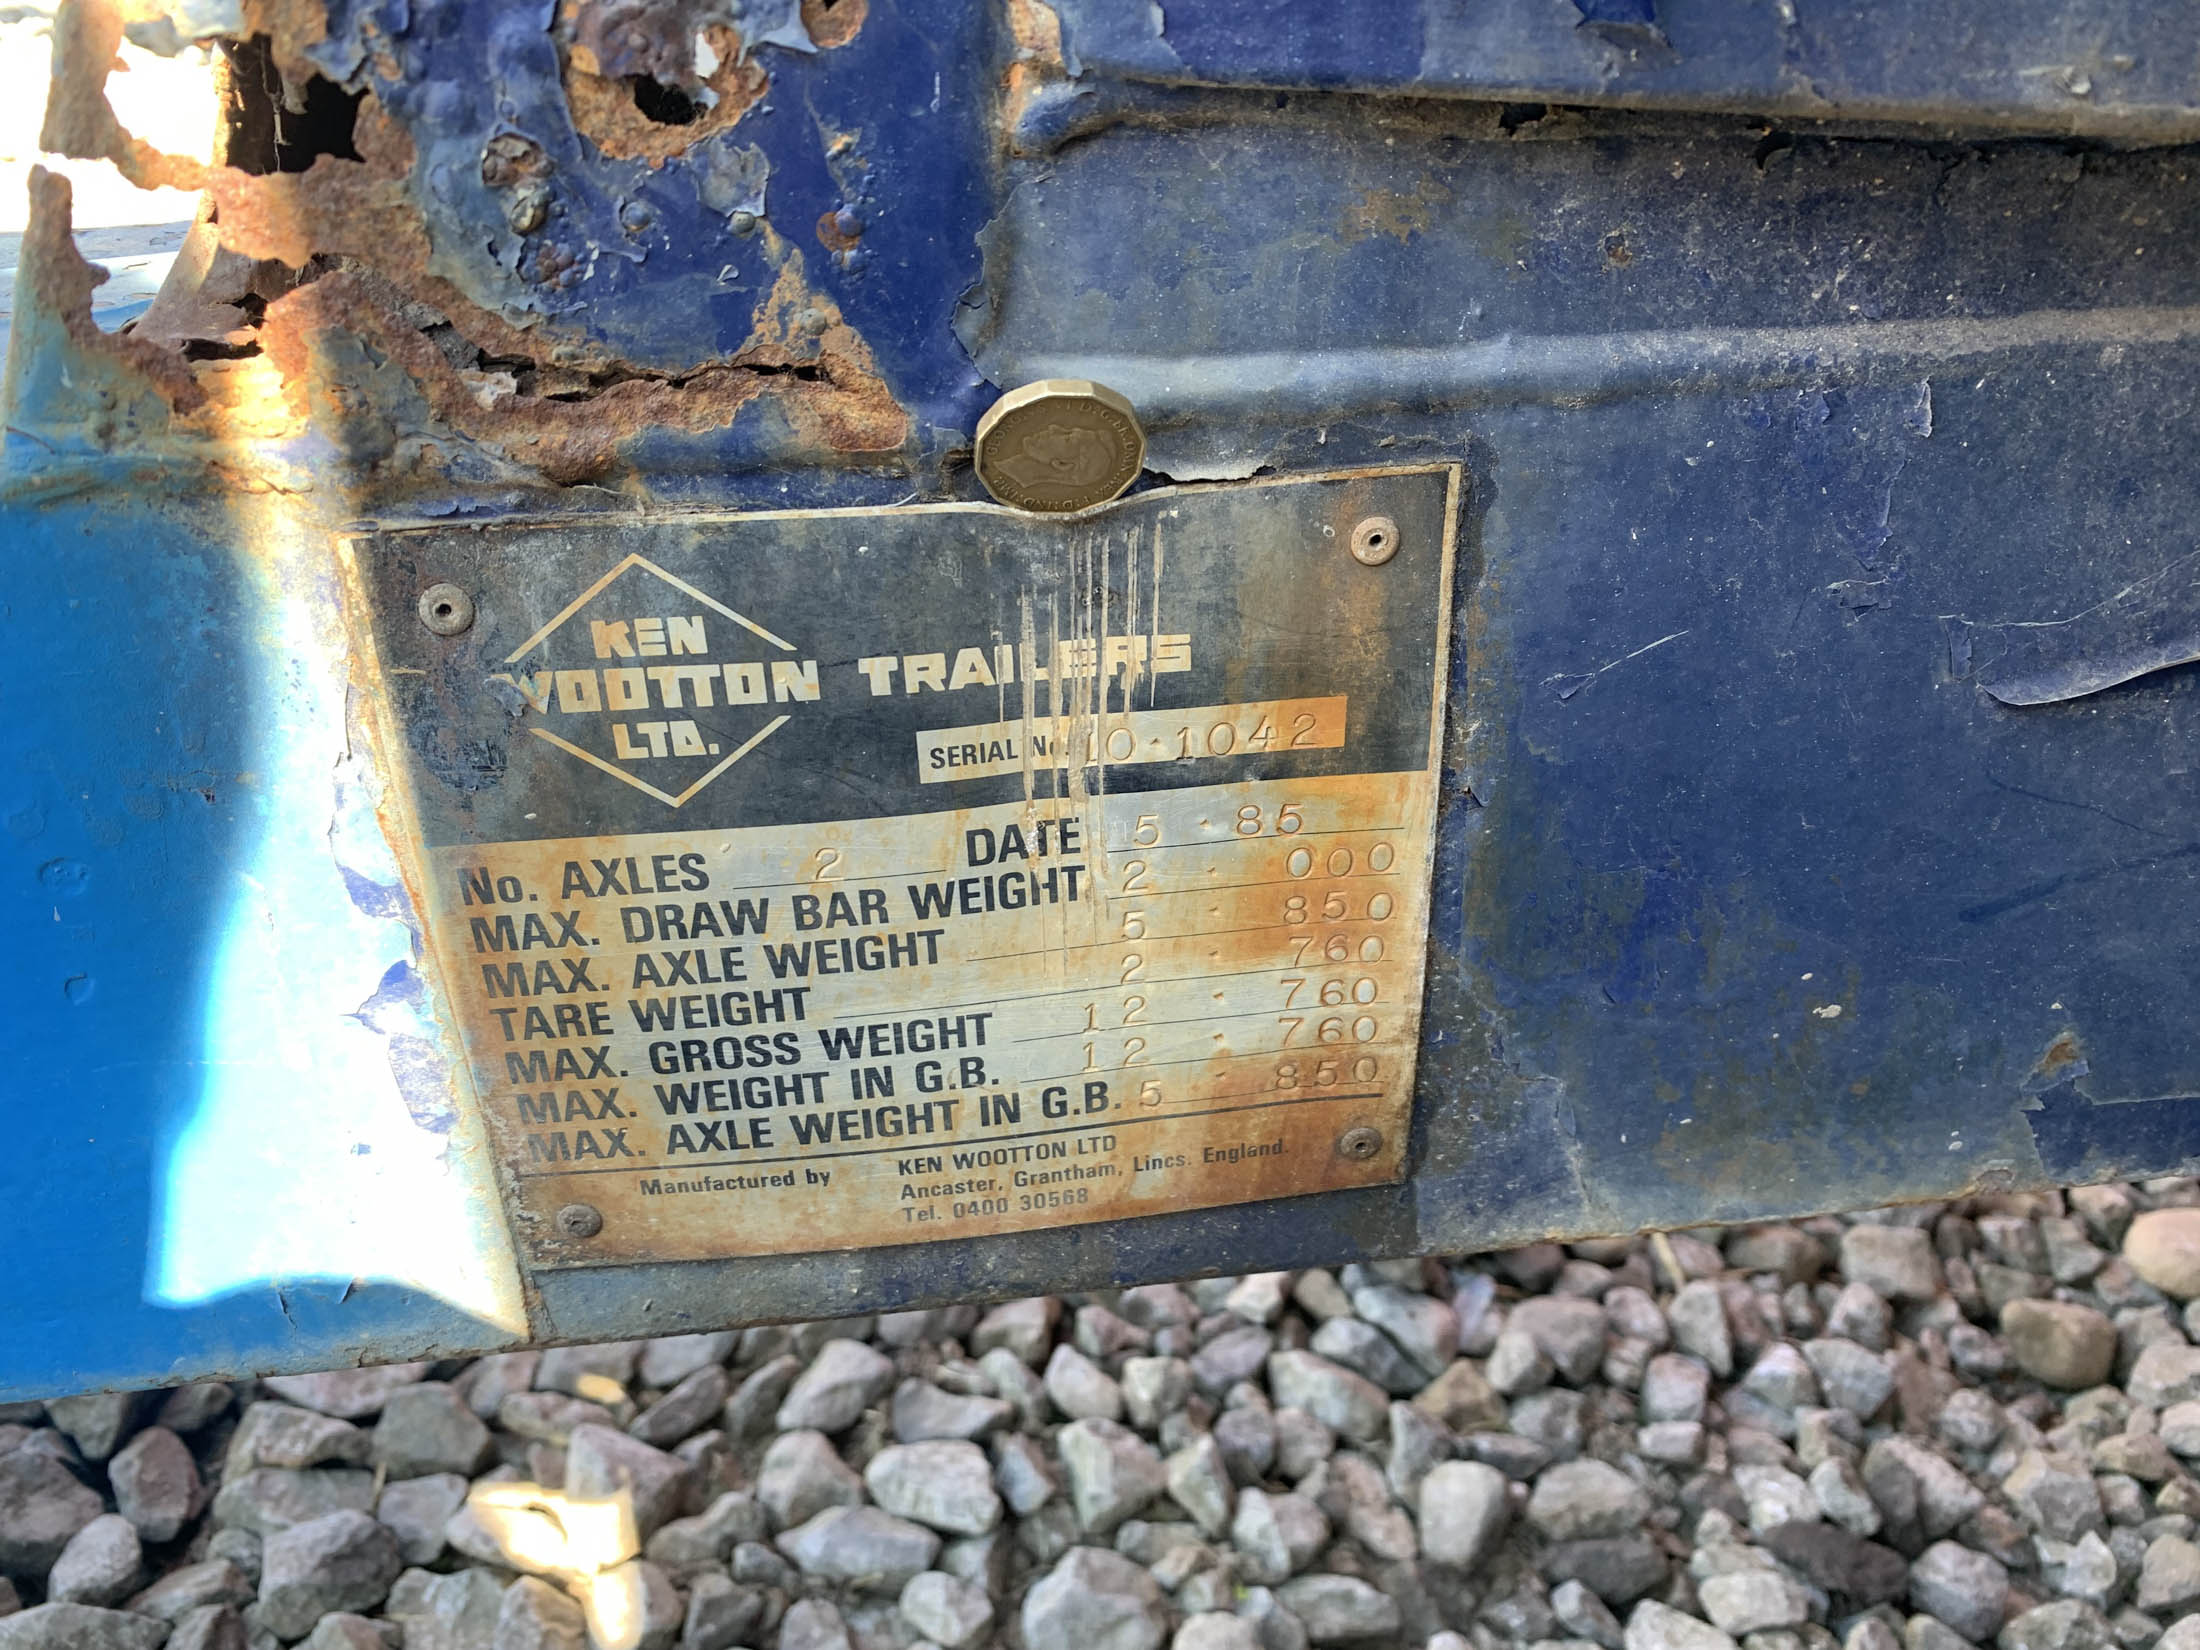 KEN
WOOTTON TRAILERS
LTD.
SERIAL No. 10·1042
No. AXLES 2 DATE 5·85
MAX. DRAW BAR WEIGHT 2·000
MAX. AXLE WEIGHT 5·850
TARE WEIGHT 2·760
MAX. GROSS WEIGHT 12·760
MAX. WEIGHT IN G.B. 12·760
MAX. AXLE WEIGHT IN G.B. 5·850
Manufactured by KEN WOOTTON LTD
Ancaster, Grantham, Lincs. England.
Tel. 0400 30568